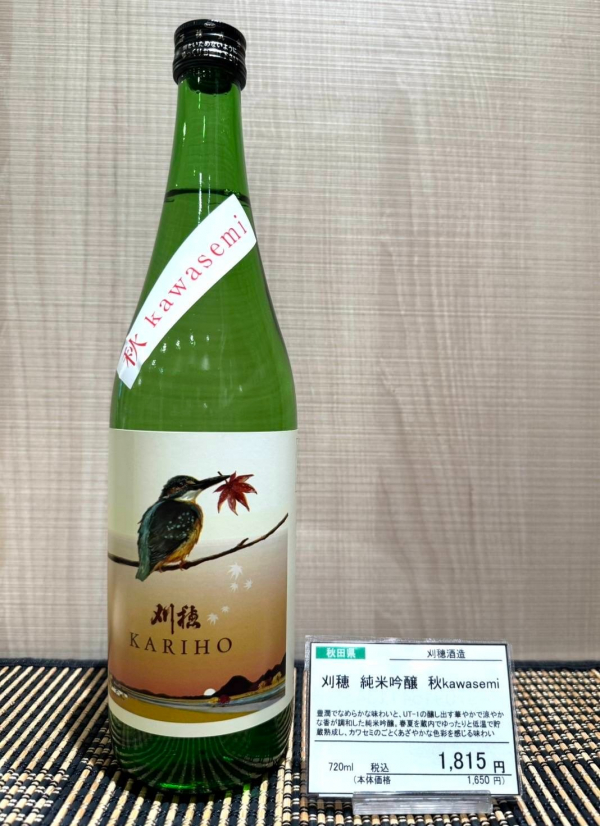 秋 kawasemi
刈穂
KARIHO
秋田県 刈穂酒造
刈穂 純米吟醸 秋kawasemi
豊潤でなめらかな味わいと、UT-1の醸し出す華やかで涼やか
な香が調和した純米吟醸。春夏を蔵内でゆったりと低温で貯
蔵熟成し、カワセミのごとくあざやかな色彩を感じる味わい
720ml 税込 1,815 円
(本体価格 1,650 円)